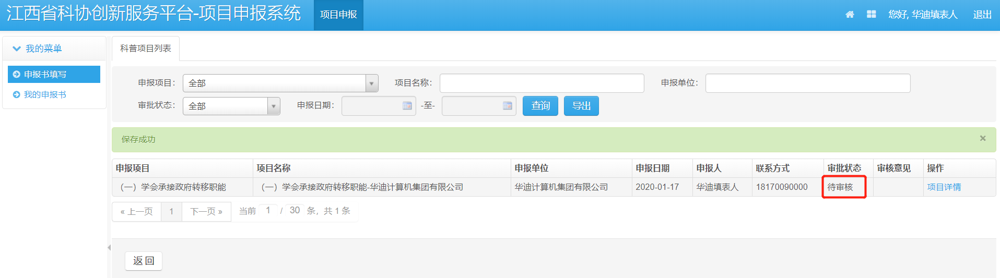 江西省科协创新服务平台-项目申报系统 项目申报 您好, 华迪填表人 退出
我的菜单
申报书填写
我的申报书
科普项目列表
申报项目： 全部 项目名称： 申报单位：
审批状态： 全部 申报日期： -至- 查询 导出
保存成功 ×
申报项目 项目名称 申报单位 申报日期 申报人 联系方式 审批状态 审核意见 操作
（一）学会承接政府转移职能 （一）学会承接政府转移职能-华迪计算机集团有限公司 华迪计算机集团有限公司 2020-01-17 华迪填表人 18170090000 待审核 项目详情
« 上一页 1 下一页 » 当前 1 / 30 条，共 1 条
返 回